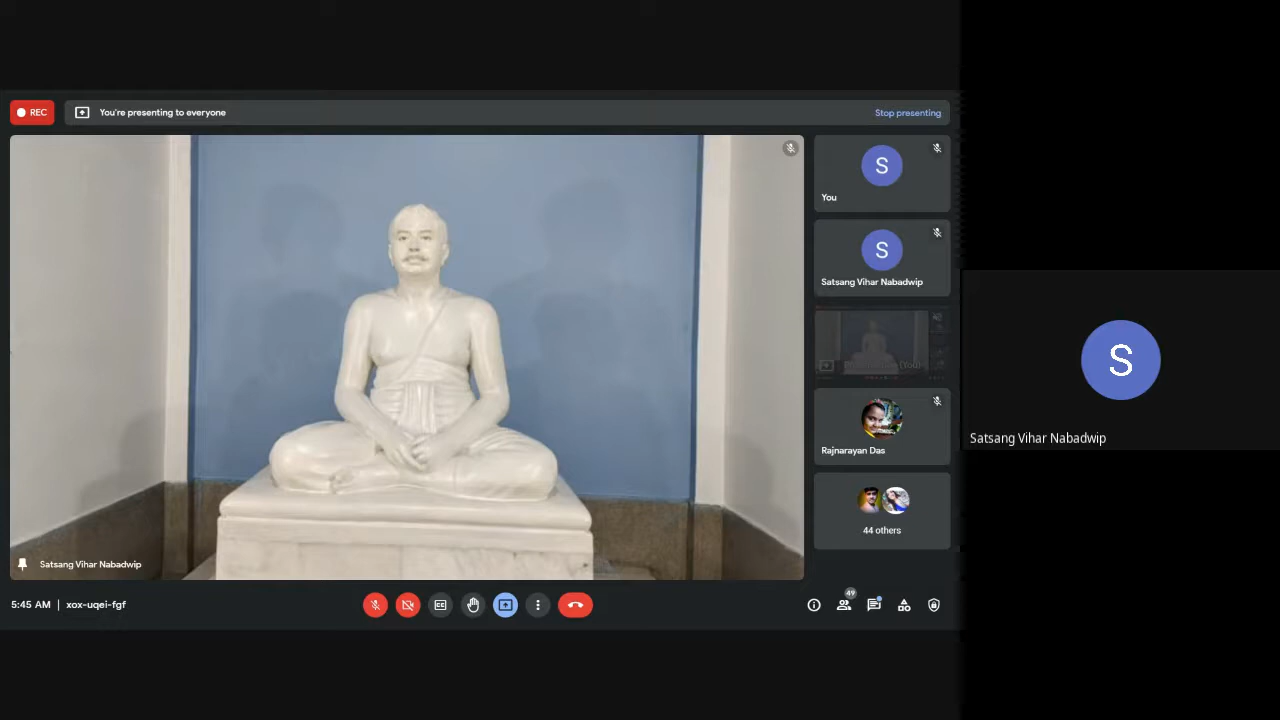 REC
You're presenting to everyone
Stop presenting
S
You
S
Satsang Vihar Nabadwip
(You)
Rajnarayan Das
44 others
Satsang Vihar Nabadwip
5:45 AM | xox-uqei-fgf
49
S
Satsang Vihar Nabadwip